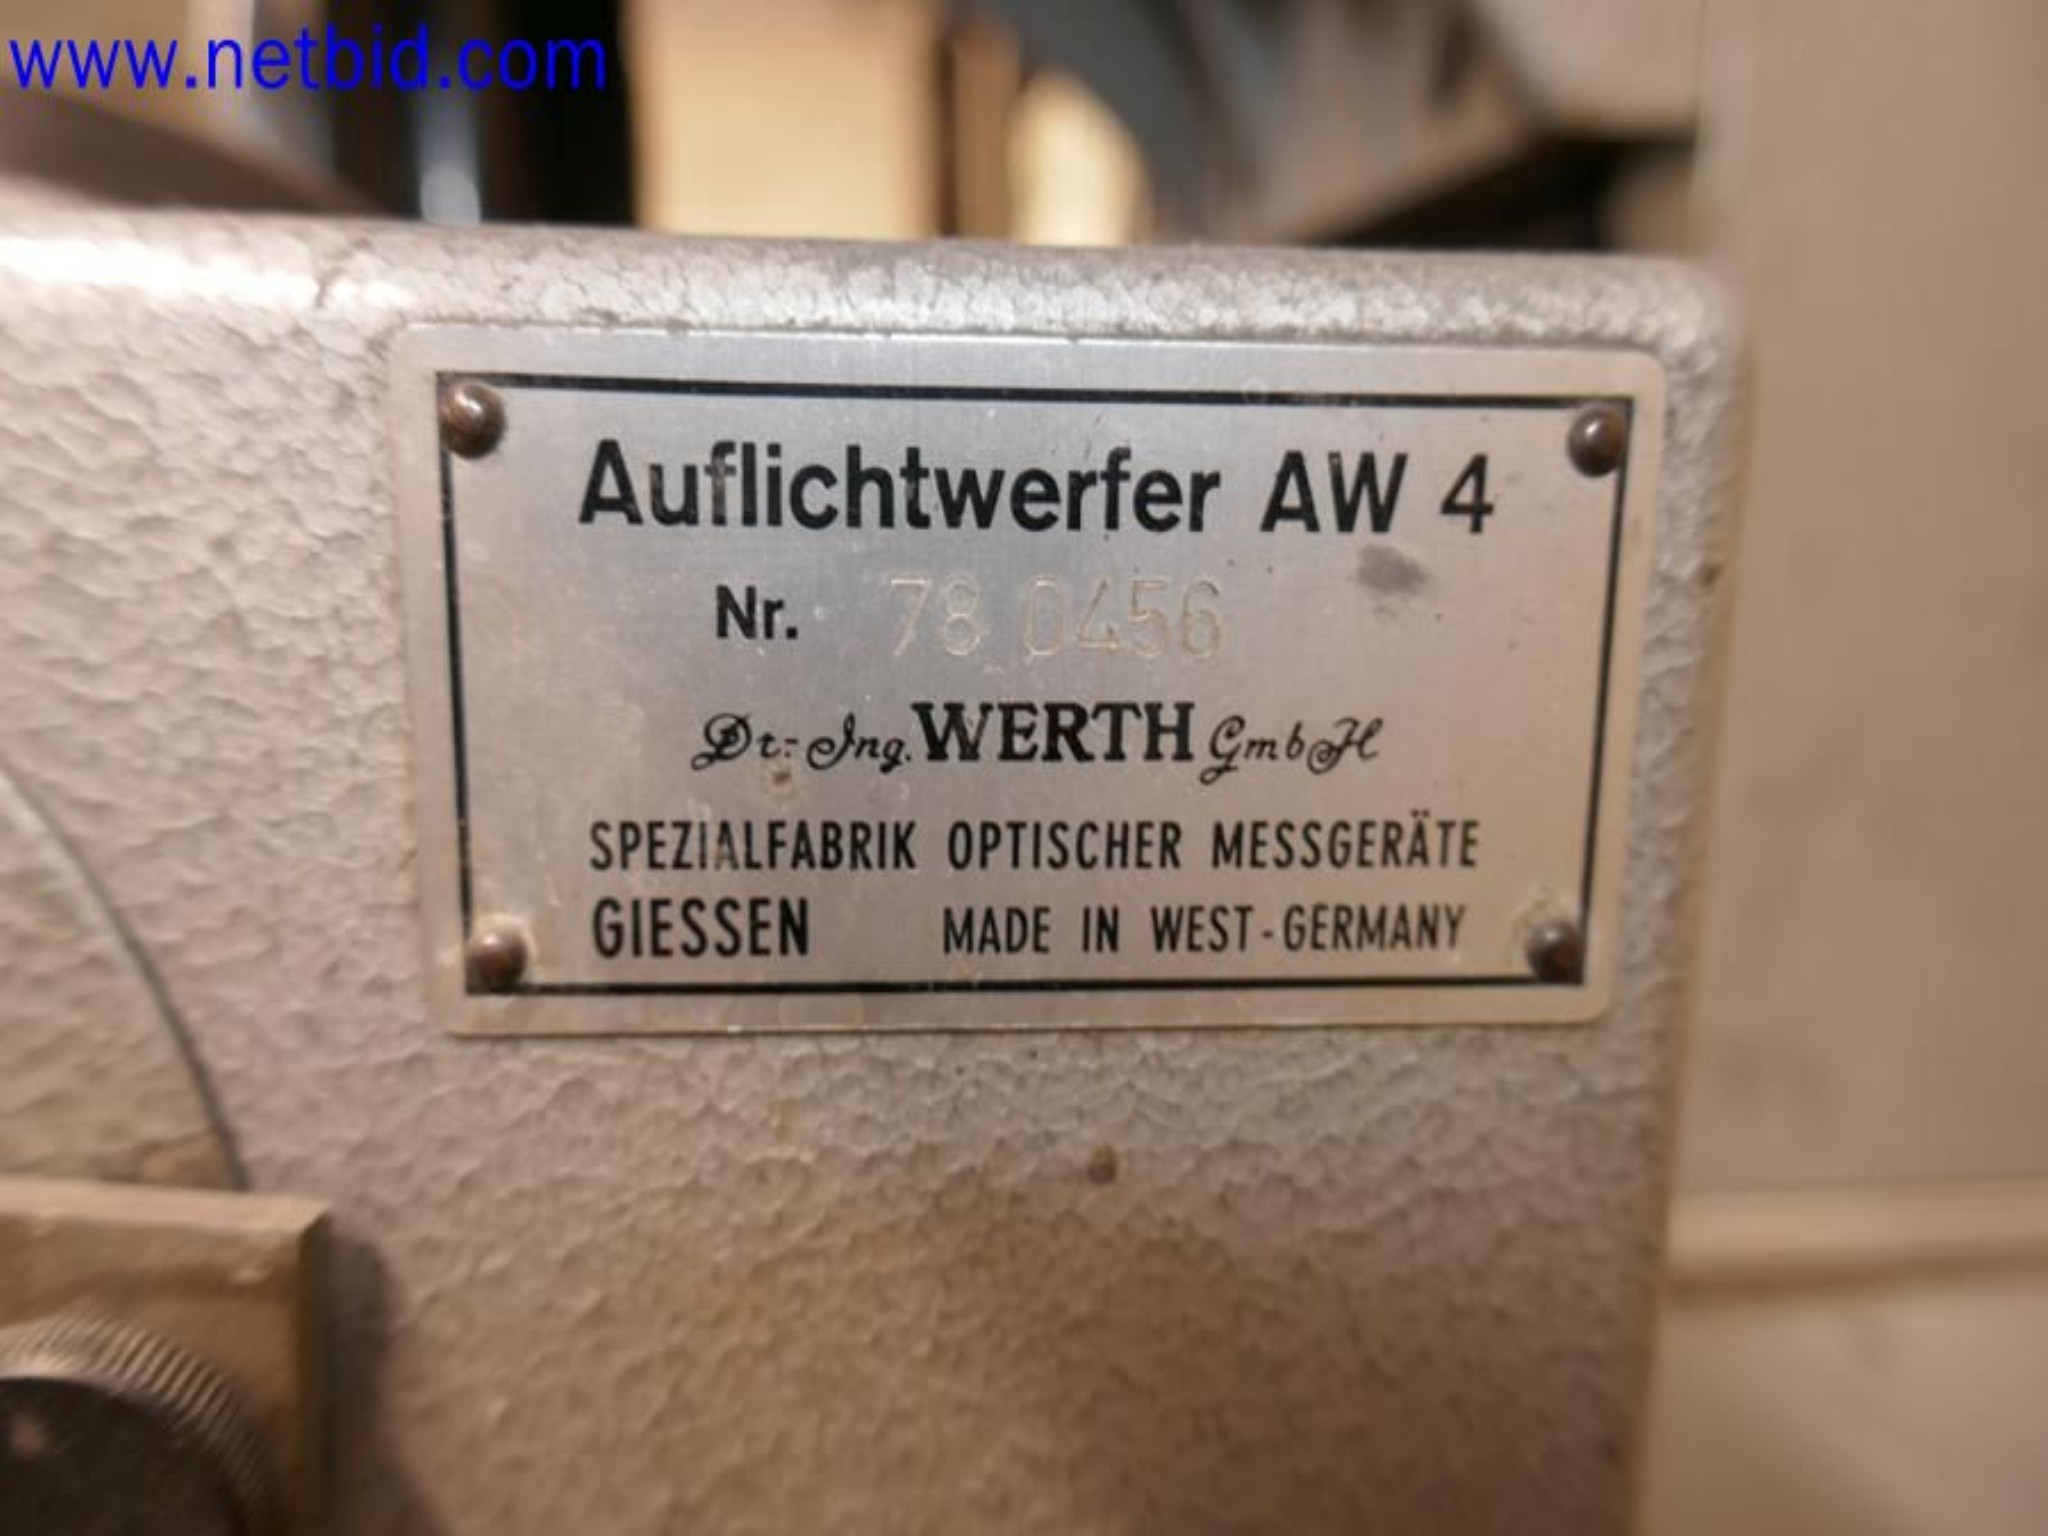 www.netbid.com
Auflichtwerfer AW 4
Nr. 78 0456
Dr.-Ing. WERTH GmbH
SPEZIALFABRIK OPTISCHER MESSGERÄTE
GIESSEN MADE IN WEST-GERMANY